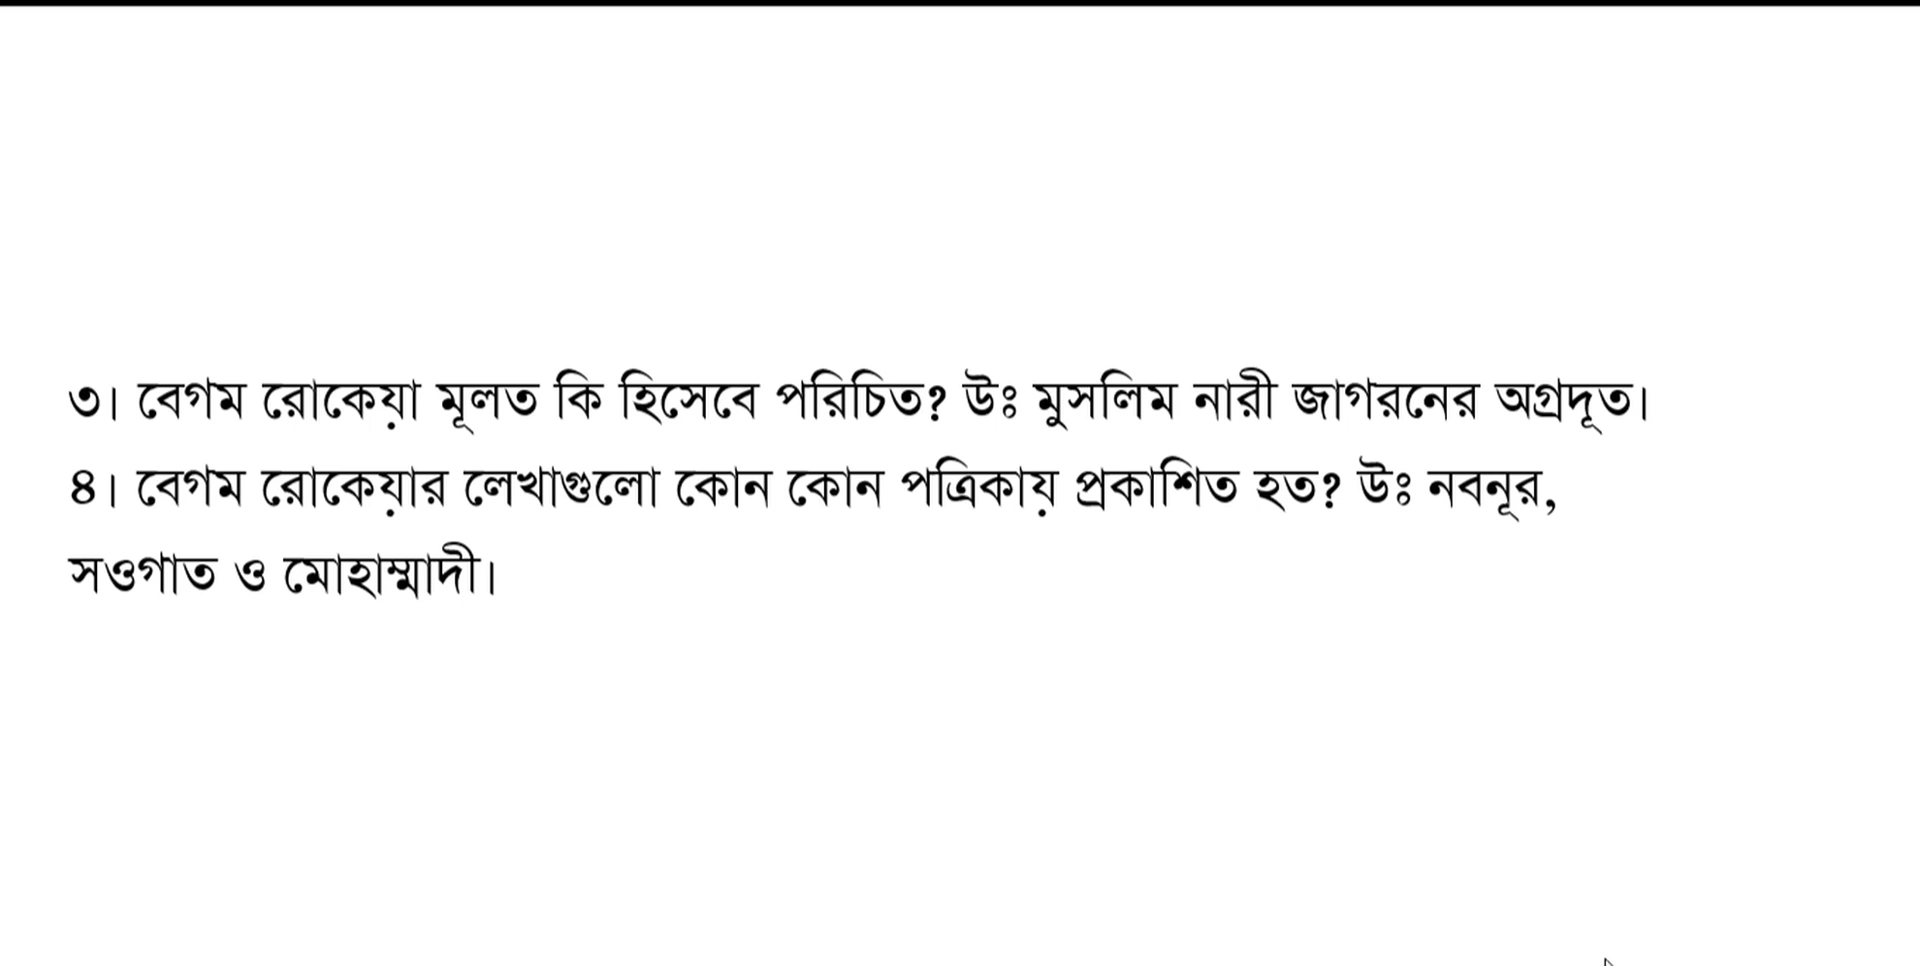 ৩। বেগম রোকেয়া মূলত কি হিসেবে পরিচিত? উঃ মুসলিম নারী জাগরনের অগ্রদূত।
৪। বেগম রোকেয়ার লেখাগুলো কোন কোন পত্রিকায় প্রকাশিত হত? উঃ নবনূর,
সওগাত ও মোহাম্মাদী।